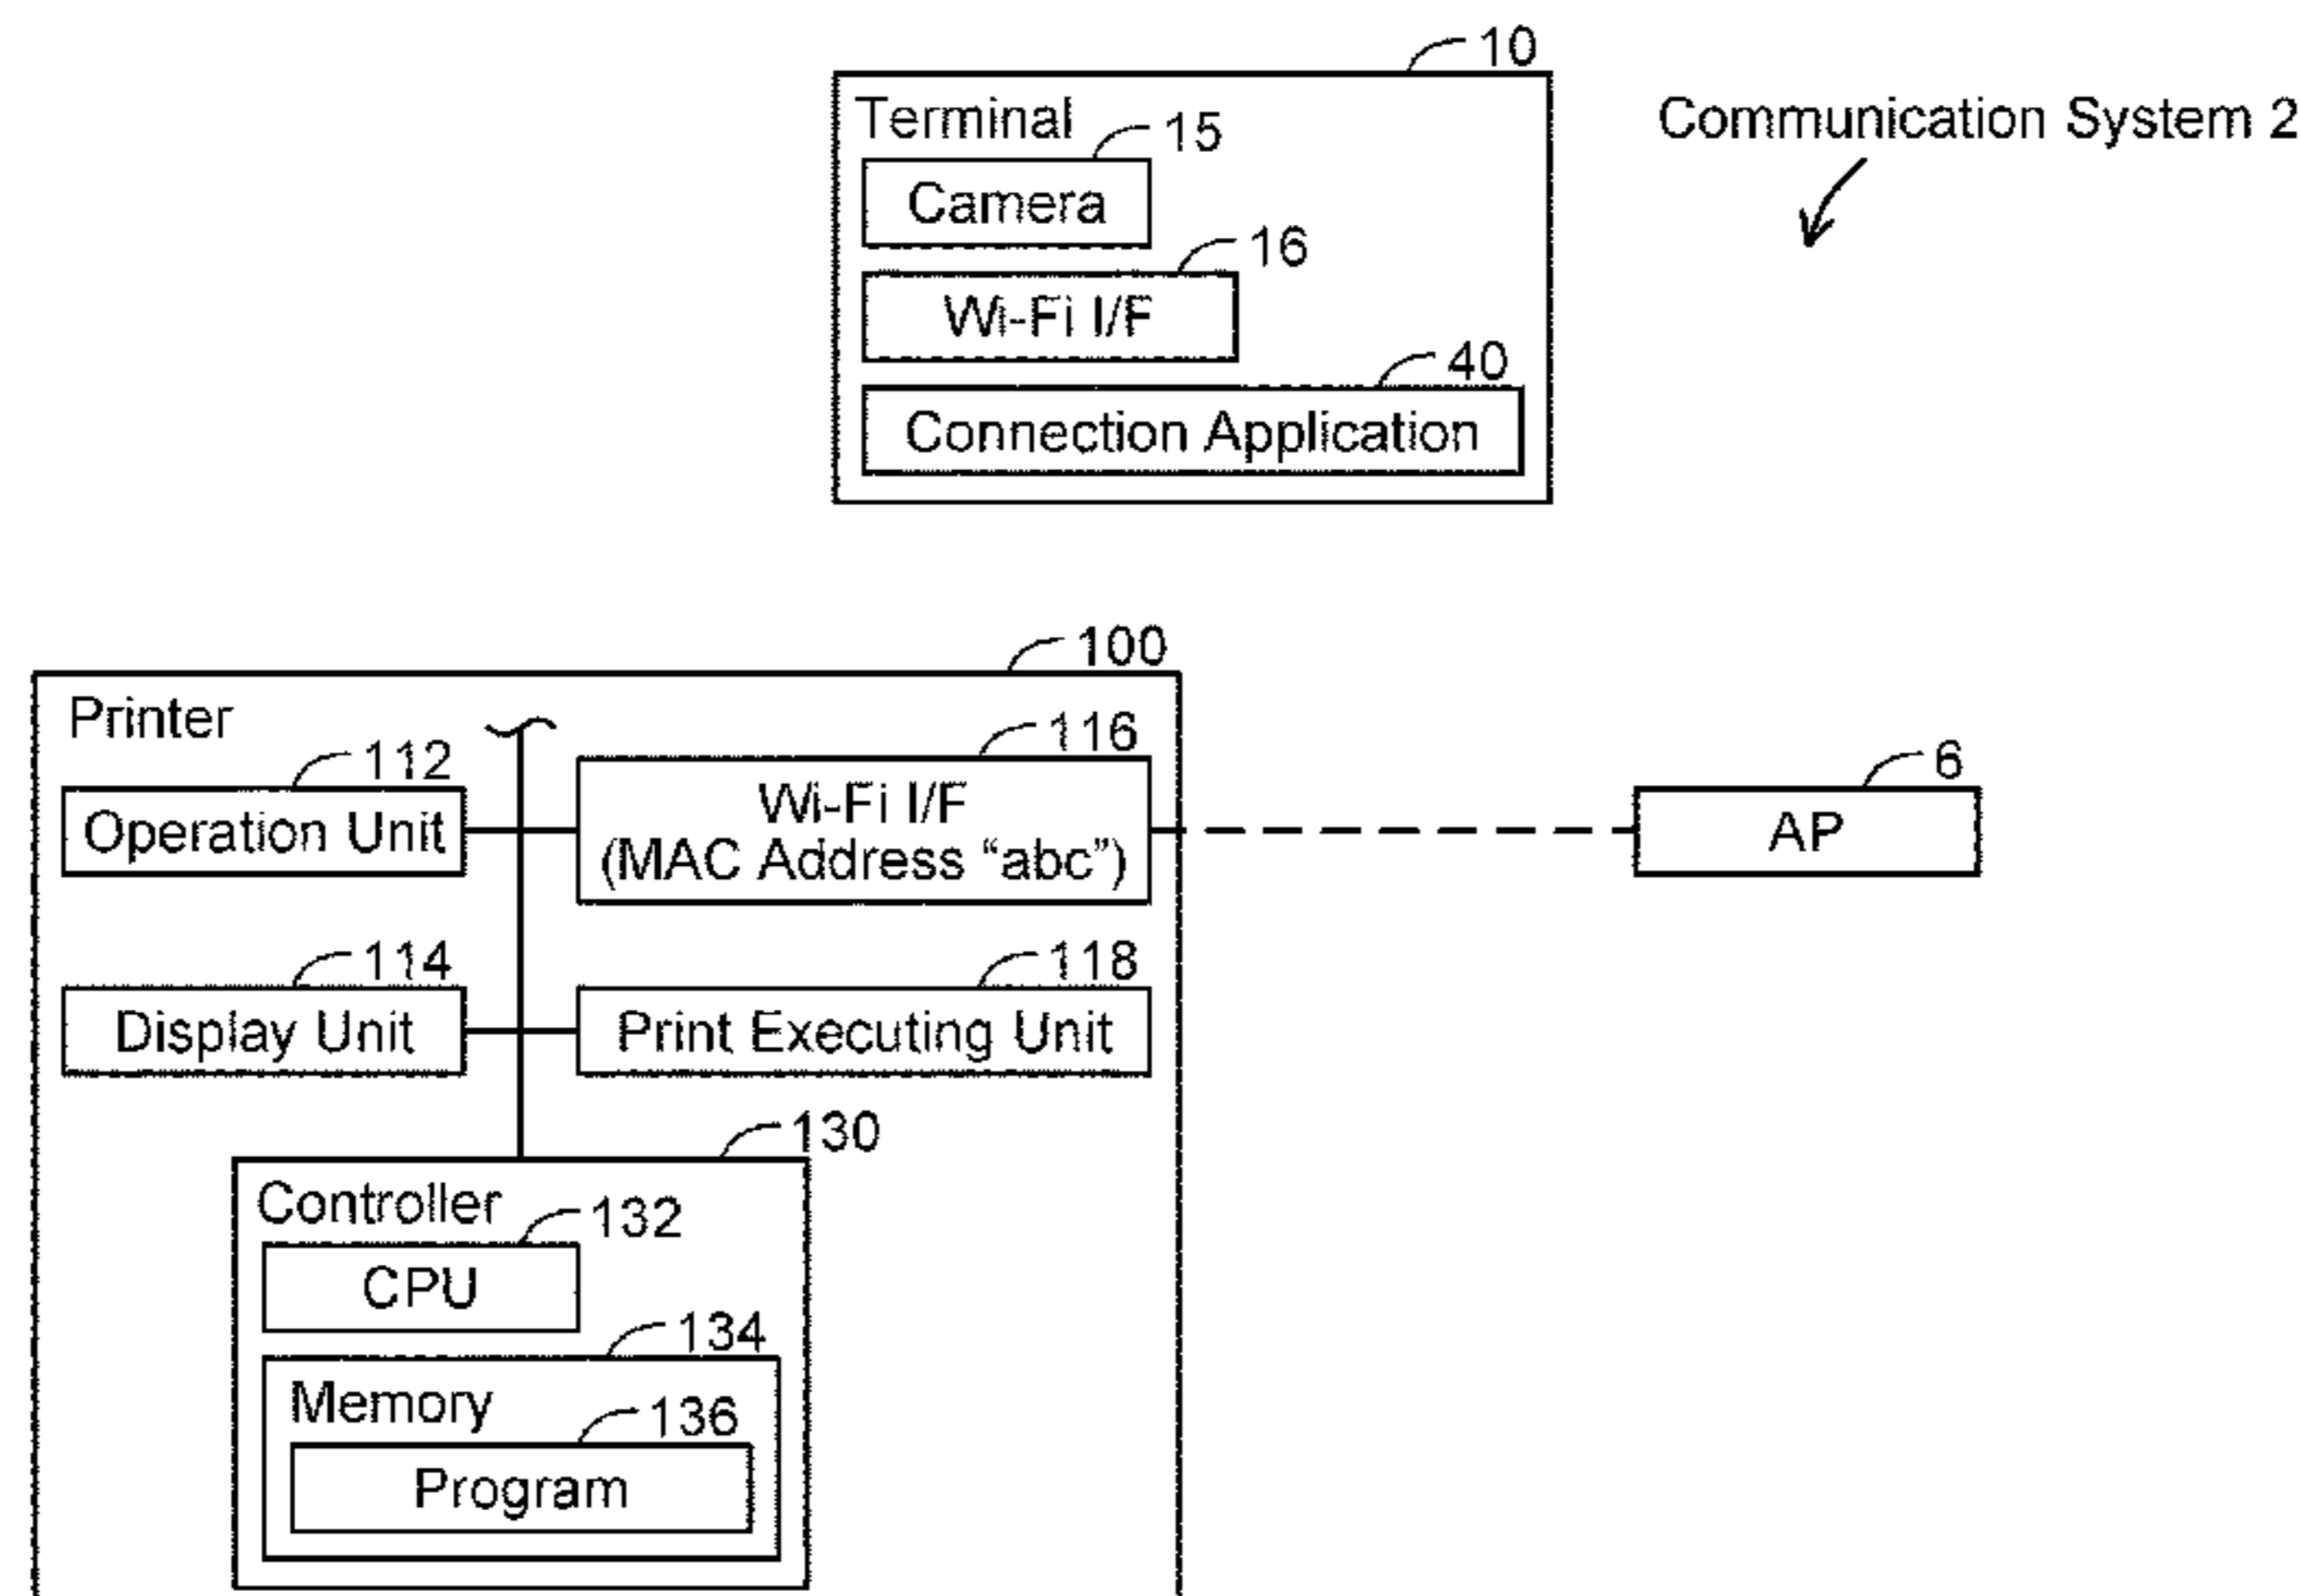 10
Terminal
15
Camera
16
Wi-Fi I/F
40
Connection Application
Communication System 2
100
Printer
112
Operation Unit
116
Wi-Fi I/F
(MAC Address “abc”)
6
AP
114
Display Unit
118
Print Executing Unit
130
Controller
132
CPU
134
Memory
136
Program